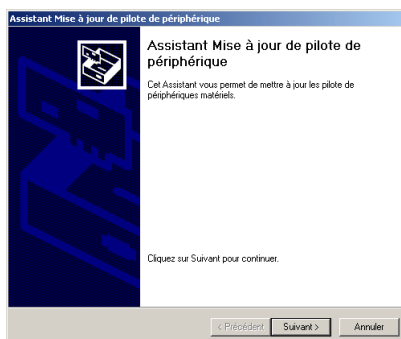 Assistant Mise à jour de pilote de périphérique
Assistant Mise à jour de pilote de
périphérique
Cet Assistant vous permet de mettre à jour les pilote de
périphériques matériels.
Cliquez sur Suivant pour continuer.
< Précédent
Suivant >
Annuler